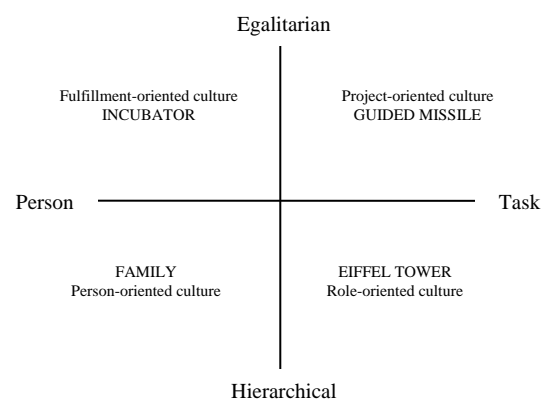 Egalitarian
Fulfillment-oriented culture
INCUBATOR
Project-oriented culture
GUIDED MISSILE
Person
Task
FAMILY
Person-oriented culture
EIFFEL TOWER
Role-oriented culture
Hierarchical